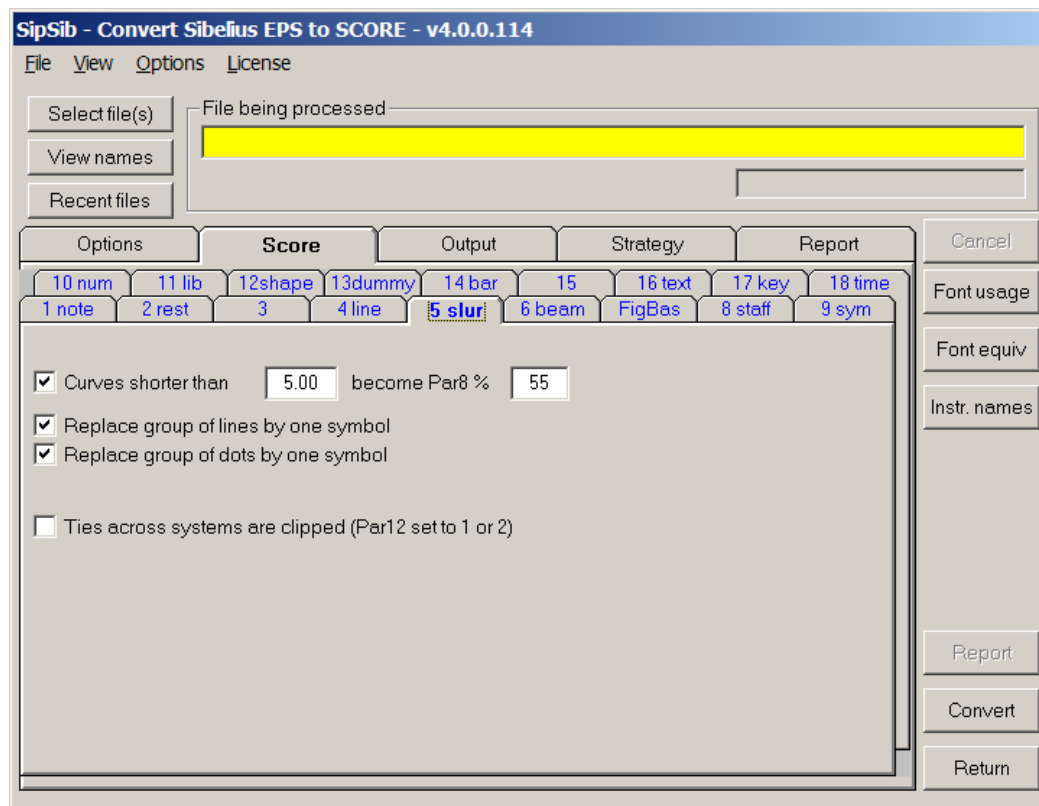 SipSib - Convert Sibelius EPS to SCORE - v4.0.0.114
File View Options License
Select file(s)
File being processed
View names
Recent files
Options Score Output Strategy Report
Cancel
10 num 11 lib 12shape 13dummy 14 bar 15 16 text 17 key 18 time
1 note 2 rest 3 4 line 5 slur 6 beam FigBas 8 staff 9 sym
Font usage
Font equiv
Curves shorter than 5.00 become Par8 % 55
Instr. names
Replace group of lines by one symbol
Replace group of dots by one symbol
Ties across systems are clipped (Par12 set to 1 or 2)
Report
Convert
Return